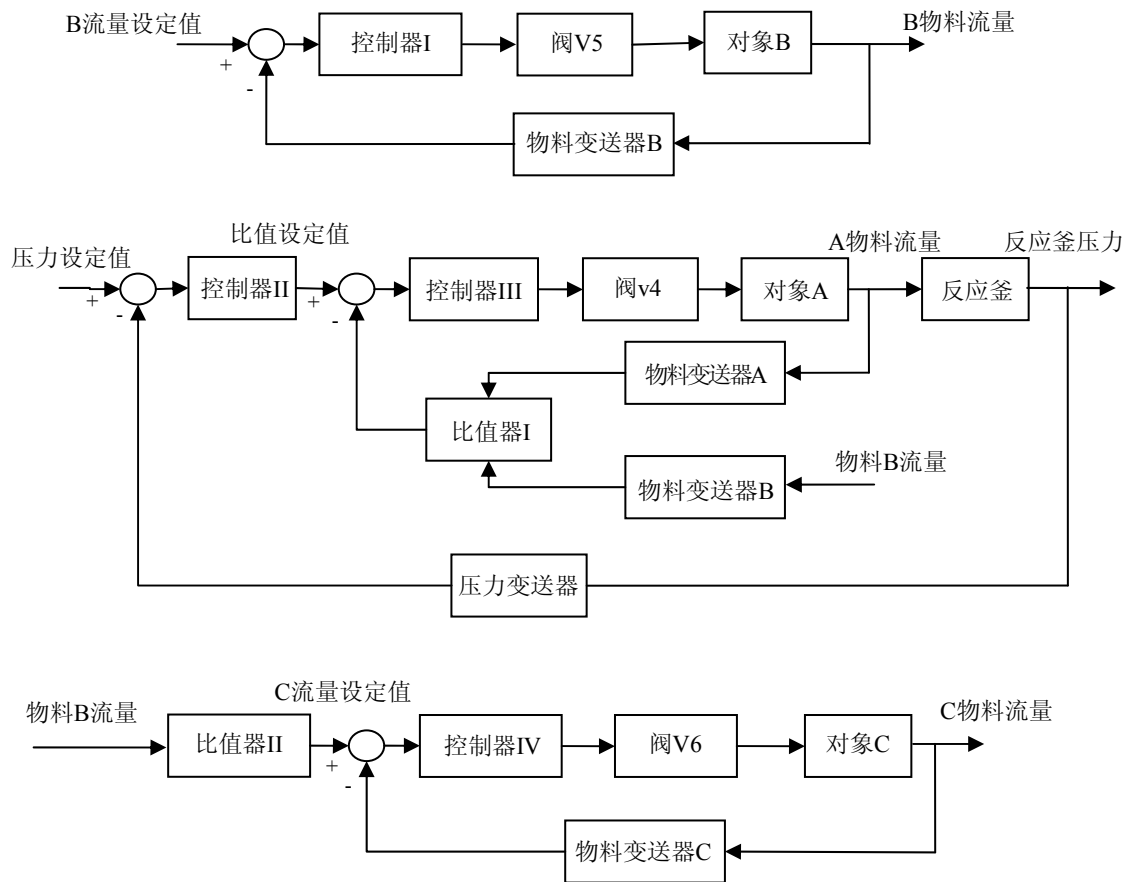 B流量设定值
B物料流量
控制器I
阀V5
对象B
+
-
物料变送器B
比值设定值
A物料流量
反应釜压力
压力设定值
控制器II
控制器III
阀v4
对象A
反应釜
+
-
+
-
物料变送器A
比值器I
物料B流量
物料变送器B
压力变送器
C流量设定值
物料B流量
C物料流量
比值器II
控制器IV
阀V6
对象C
+
-
物料变送器C